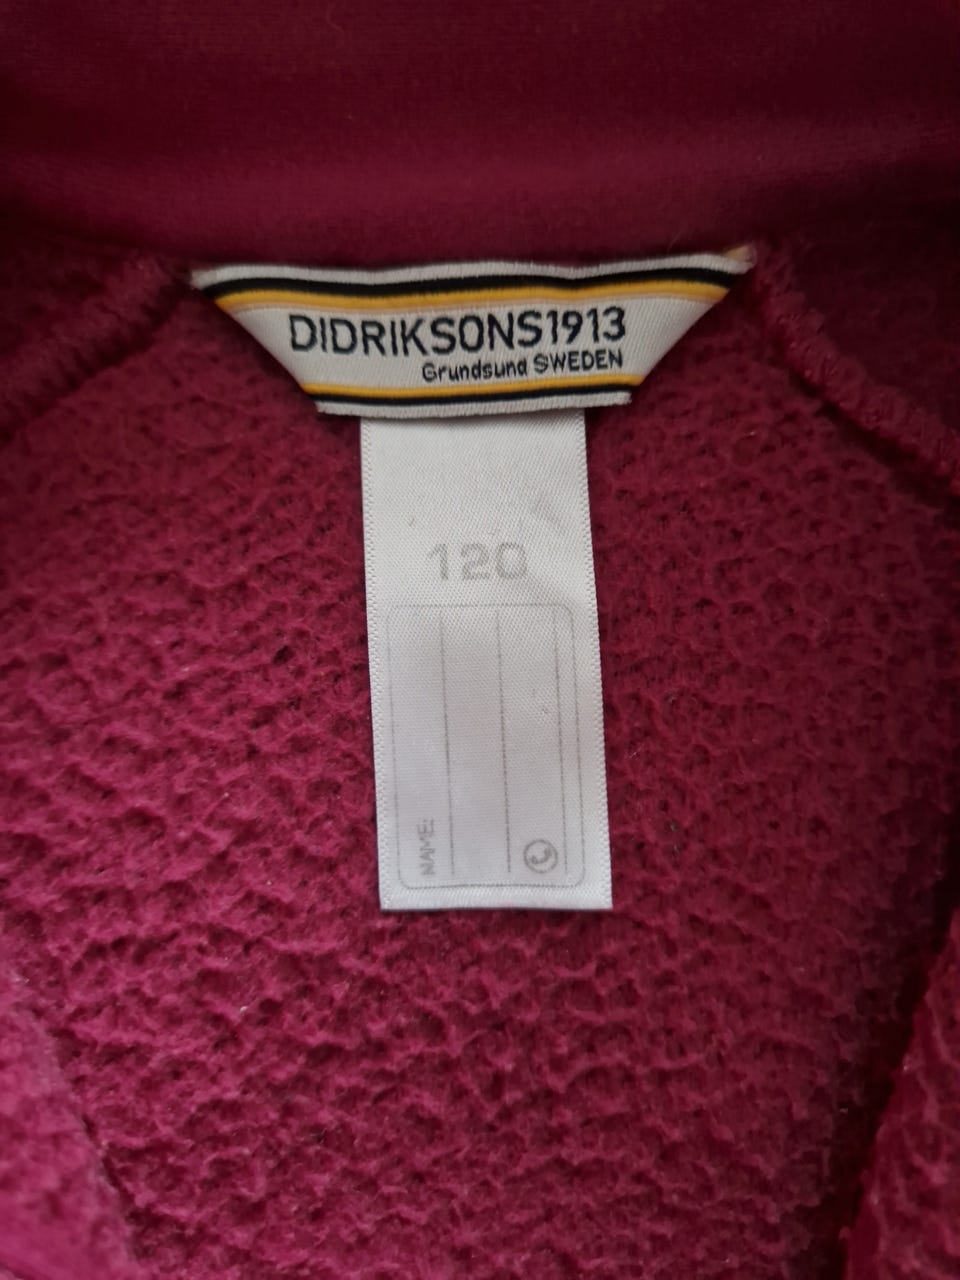 DIDRIKSONS1913
Grundsund SWEDEN
120
NAME: